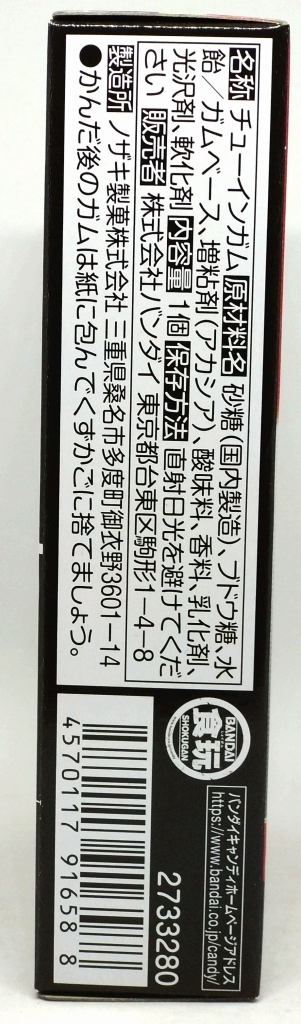 名称 チューインガム 原材料名 砂糖(国内製造)、ブドウ糖、水
飴／ガムベース、増粘剤(アカシア)、酸味料、香料、乳化剤、
光沢剤、軟化剤 内容量 1個 保存方法 直射日光を避けてくだ
さい 販売者 株式会社バンダイ 東京都台東区駒形1-4-8
製造所 ノザキ製菓株式会社 三重県桑名市多度町御衣野3601-14
●かんだ後のガムは紙に包んでくずかごに捨てましょう。
BANDAI
食玩
SHOKUGAN
バンダイキャンディホームページアドレス
https://www.bandai.co.jp/candy/
2733280
4570117 91658 8